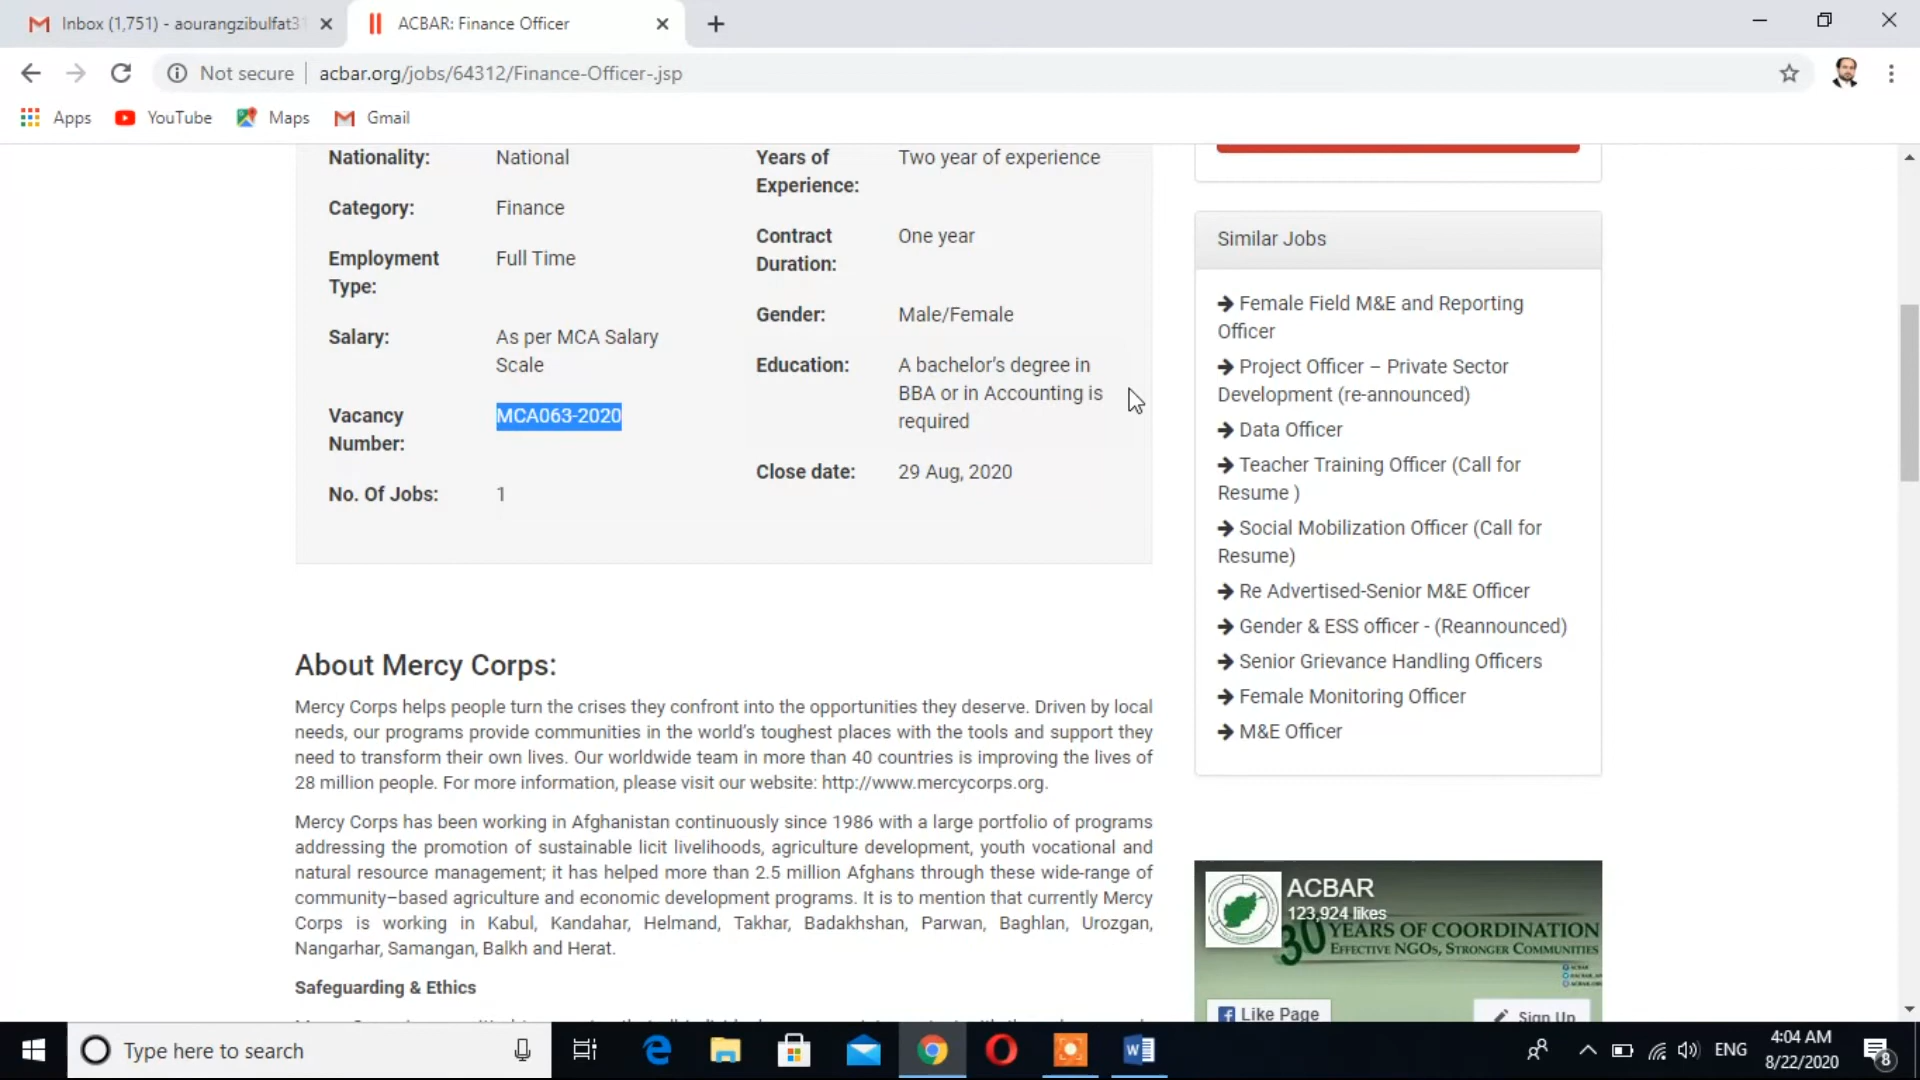 Inbox (1,751) - aourangzibulfat31
ACBAR: Finance Officer
Not secure
acbar.org/jobs/64312/Finance-Officer-.jsp
Apps
YouTube
Maps
Gmail
Nationality:
National
Category:
Finance
Employment
Type:
Full Time
Salary:
As per MCA Salary
Scale
Vacancy
Number:
MCA063-2020
No. Of Jobs:
1
Years of
Experience:
Two year of experience
Contract
Duration:
One year
Gender:
Male/Female
Education:
A bachelor's degree in
BBA or in Accounting is
required
Close date:
29 Aug, 2020
About Mercy Corps:
Mercy Corps helps people turn the crises they confront into the opportunities they deserve. Driven by local
needs, our programs provide communities in the world's toughest places with the tools and support they
need to transform their own lives. Our worldwide team in more than 40 countries is improving the lives of
28 million people. For more information, please visit our website: http://www.mercycorps.org.
Mercy Corps has been working in Afghanistan continuously since 1986 with a large portfolio of programs
addressing the promotion of sustainable licit livelihoods, agriculture development, youth vocational and
natural resource management; it has helped more than 2.5 million Afghans through these wide-range of
community–based agriculture and economic development programs. It is to mention that currently Mercy
Corps is working in Kabul, Kandahar, Helmand, Takhar, Badakhshan, Parwan, Baghlan, Urozgan,
Nangarhar, Samangan, Balkh and Herat.
Safeguarding & Ethics
Similar Jobs
Female Field M&E and Reporting
Officer
Project Officer – Private Sector
Development (re-announced)
Data Officer
Teacher Training Officer (Call for
Resume )
Social Mobilization Officer (Call for
Resume)
Re Advertised-Senior M&E Officer
Gender & ESS officer - (Reannounced)
Senior Grievance Handling Officers
Female Monitoring Officer
M&E Officer
ACBAR
123,924 likes
30 YEARS OF COORDINATION
EFFECTIVE NGOS, STRONGER COMMUNITIES
Like Page
Sign Up
Type here to search
ENG
4:04 AM
8/22/2020
8